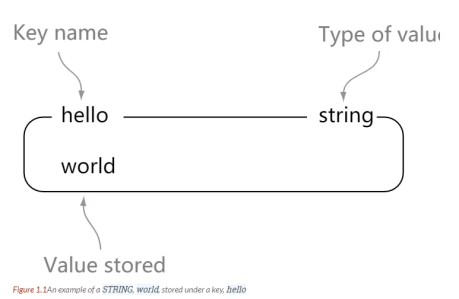 Key name
Type of valu
hello
string
world
Value stored
Figure 1.1An example of a STRING, world, stored under a key, hello